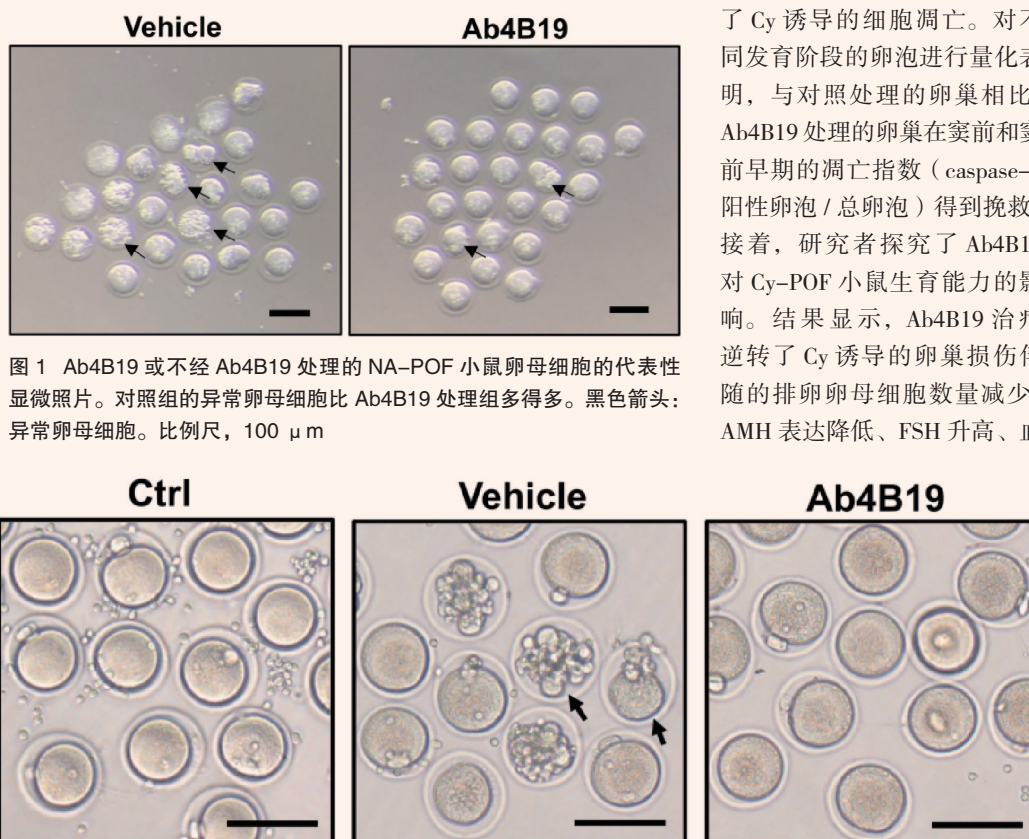 Vehicle
Ab4B19
图 1 Ab4B19 或不经 Ab4B19 处理的 NA–POF 小鼠卵母细胞的代表性
显微照片。对照组的异常卵母细胞比 Ab4B19 处理组多得多。黑色箭头：
异常卵母细胞。比例尺，100 μm
了 Cy 诱导的细胞凋亡。对不
同发育阶段的卵泡进行量化表
明，与对照处理的卵巢相比
Ab4B19 处理的卵巢在窦前和窦
前早期的凋亡指数（caspase–
阳性卵泡 / 总卵泡）得到挽救
接着，研究者探究了 Ab4B1
对 Cy–POF 小鼠生育能力的影
响。结果显示，Ab4B19 治疗
逆转了 Cy 诱导的卵巢损伤伴
随的排卵卵母细胞数量减少
AMH 表达降低、FSH 升高、血
Ctrl
Vehicle
Ab4B19